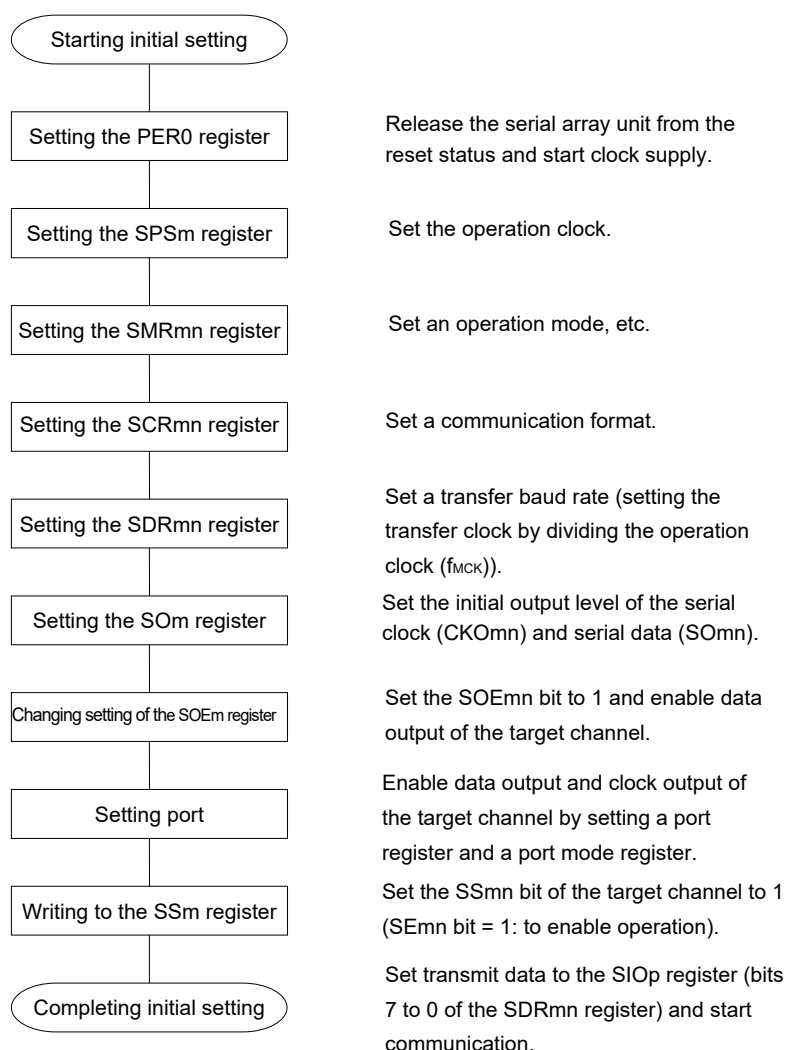 Starting initial setting
Setting the PER0 register
Release the serial array unit from the
reset status and start clock supply.
Setting the SPSm register
Set the operation clock.
Setting the SMRmn register
Set an operation mode, etc.
Setting the SCRmn register
Set a communication format.
Setting the SDRmn register
Set a transfer baud rate (setting the
transfer clock by dividing the operation
clock (fMCK)).
Setting the SOm register
Set the initial output level of the serial
clock (CKOmn) and serial data (SOmn).
Changing setting of the SOEm register
Set the SOEmn bit to 1 and enable data
output of the target channel.
Setting port
Enable data output and clock output of
the target channel by setting a port
register and a port mode register.
Writing to the SSm register
Set the SSmn bit of the target channel to 1
(SEmn bit = 1: to enable operation).
Completing initial setting
Set transmit data to the SIOp register (bits
7 to 0 of the SDRmn register) and start
communication.